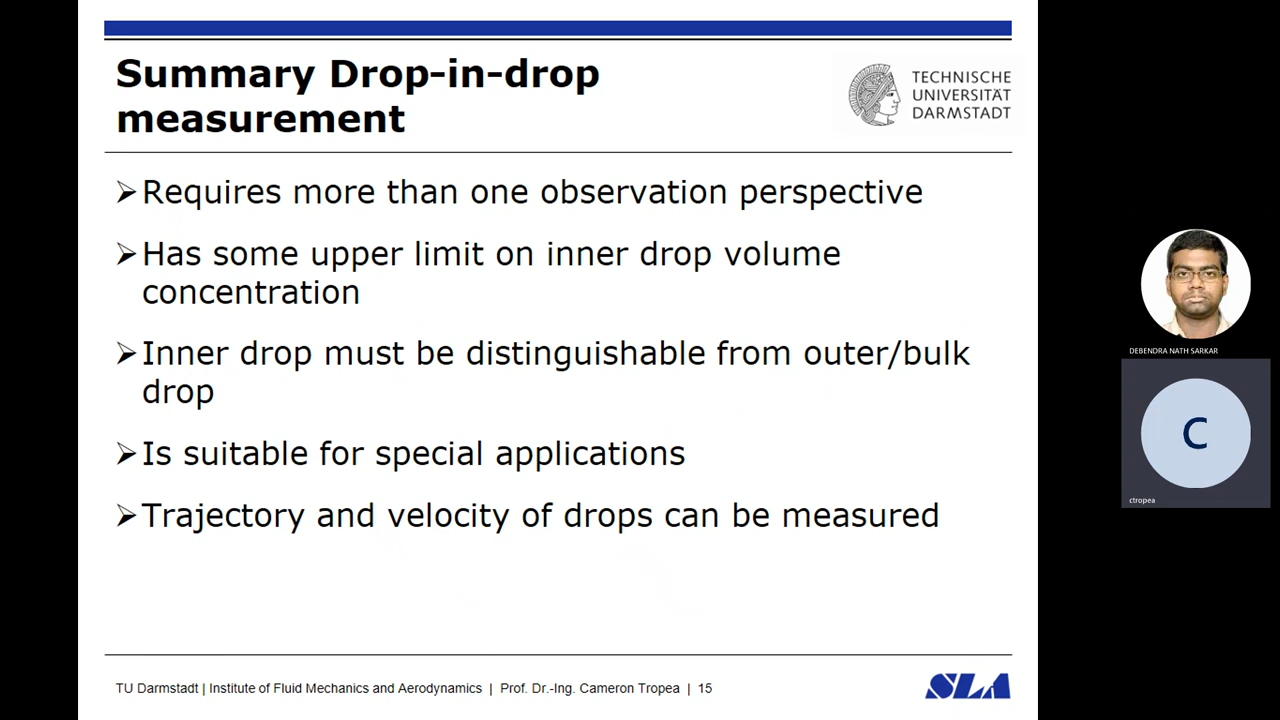 Summary Drop-in-drop
measurement
TECHNISCHE
UNIVERSITÄT
DARMSTADT
➢Requires more than one observation perspective
➢Has some upper limit on inner drop volume
concentration
➢Inner drop must be distinguishable from outer/bulk
drop
➢Is suitable for special applications
➢Trajectory and velocity of drops can be measured
TU Darmstadt | Institute of Fluid Mechanics and Aerodynamics | Prof. Dr.-Ing. Cameron Tropea | 15
SLA
DEBENDRA NATH SARKAR
C
ctropea